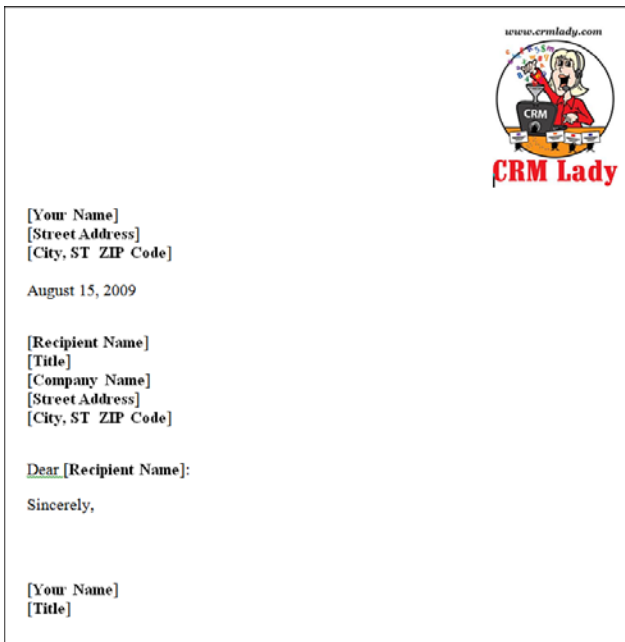 www.crmlady.com
CRM
CRM Lady
[Your Name]
[Street Address]
[City, ST  ZIP Code]
August 15, 2009
[Recipient Name]
[Title]
[Company Name]
[Street Address]
[City, ST  ZIP Code]
Dear [Recipient Name]:
Sincerely,
[Your Name]
[Title]